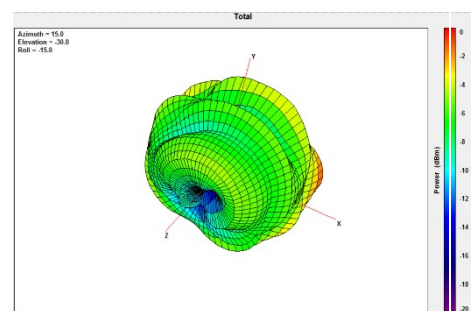 Total
Azimuth = 15.0
Elevation = -30.0
Roll = -15.0
Y
X
Z
Power (dBm)
0
-2
-4
-6
-8
-10
-12
-14
-16
-18
-20